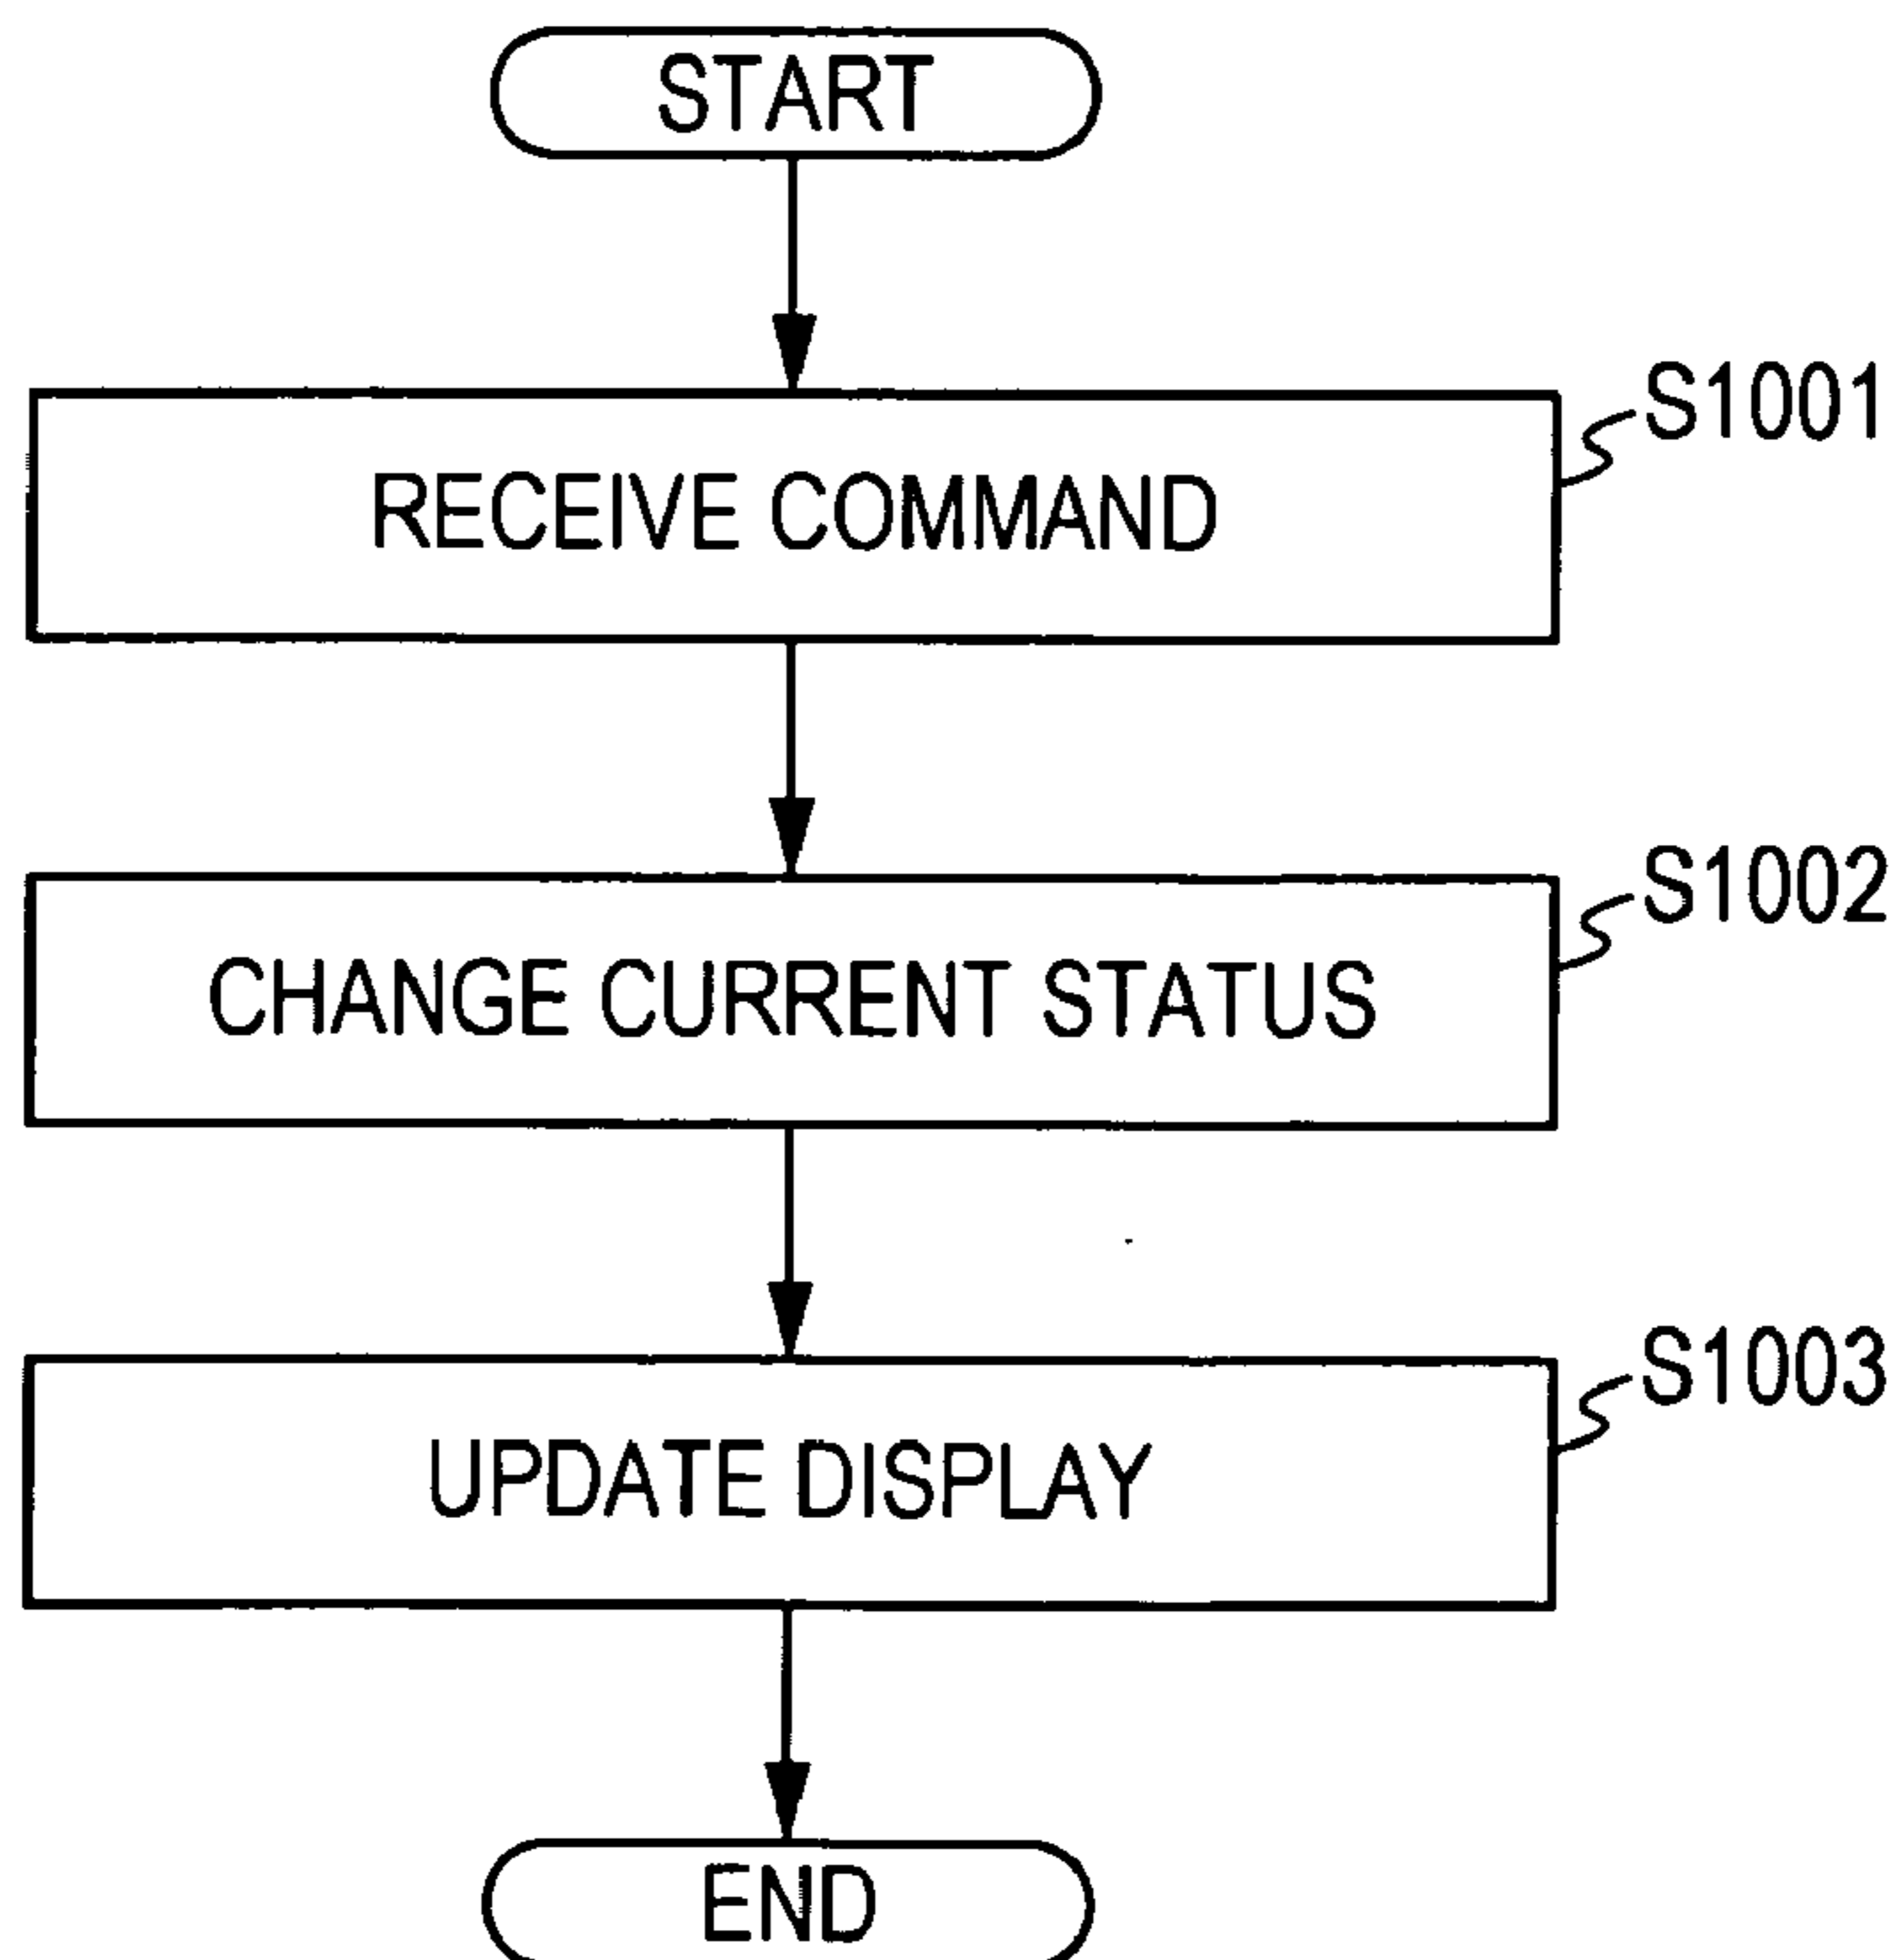 START
S1001
RECEIVE COMMAND
S1002
CHANGE CURRENT STATUS
S1003
UPDATE DISPLAY
END